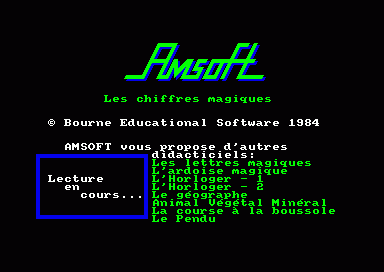 Amsoft
Les chiffres magiques
© Bourne Educational Software 1984
AMSOFT vous propose d'autres
didacticiels:
Les lettres magiques
L'ardoise magique
L'Horloger - 1
L'Horloger - 2
Le géographe
Animal Végétal Minéral
La course à la boussole
Le Pendu
Lecture
en
cours...